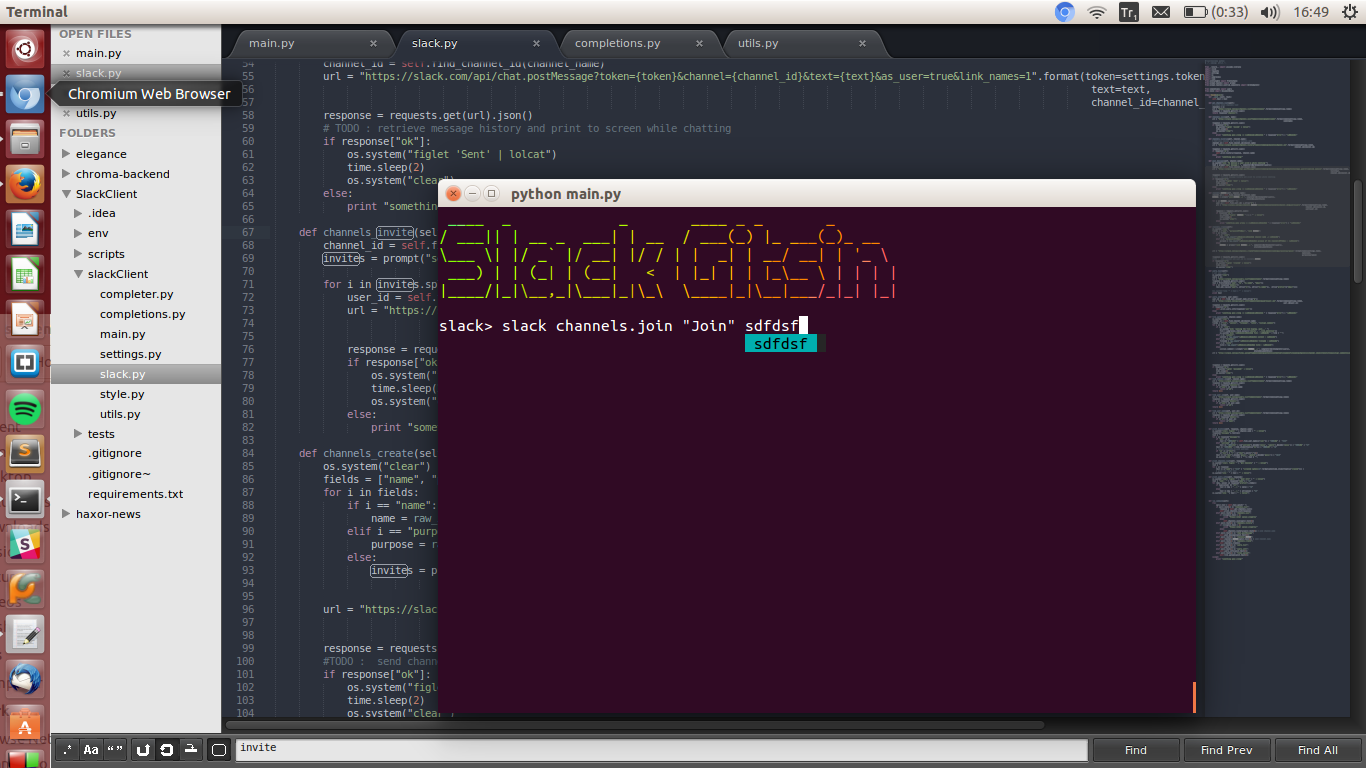 Terminal
Tr1
(0:33)
16:49
OPEN FILES
main.py
slack.py
Chromium Web Browser
utils.py
FOLDERS
elegance
chroma-backend
SlackClient
.idea
env
scripts
slackClient
completer.py
completions.py
main.py
settings.py
slack.py
style.py
utils.py
tests
.gitignore
.gitignore~
requirements.txt
haxor-news
main.py
slack.py
completions.py
utils.py
54 channel_id = self.find_channel_id(channel_name)
55 url = "https://slack.com/api/chat.postMessage?token={token}&channel={channel_id}&text={text}&as_user=true&link_names=1".format(token=settings.token
56 text=text,
57 channel_id=channel_
58 response = requests.get(url).json()
59 # TODO : retrieve message history and print to screen while chatting
60 if response["ok"]:
61 os.system("figlet 'Sent' | lolcat")
62 time.sleep(2)
63 os.system("clear")
64 else:
65 print "somethin
66
67 def channels_invite(sel
68 channel_id = self.f
69 invites = prompt("s
70
71 for i in invites.sp
72 user_id = self.
73 url = "https://
74
75
76 response = requ
77 if response["ok
78 os.system("
79 time.sleep(
80 os.system("
81 else:
82 print "some
83
84 def channels_create(sel
85 os.system("clear")
86 fields = ["name", "
87 for i in fields:
88 if i == "name":
89 name = raw_
90 elif i == "purp
91 purpose = r
92 else:
93 invites = p
94
95
96 url = "https://slac
97
98
99 response = requests
100 #TODO : send chann
101 if response["ok"]:
102 os.system("figl
103 time.sleep(2)
104 os.system("clear")
python main.py
Slack Gitsin
slack> slack channels.join "Join" sdfdsf
sdfdsf
.*
Aa
“ ”
invite
Find
Find Prev
Find All